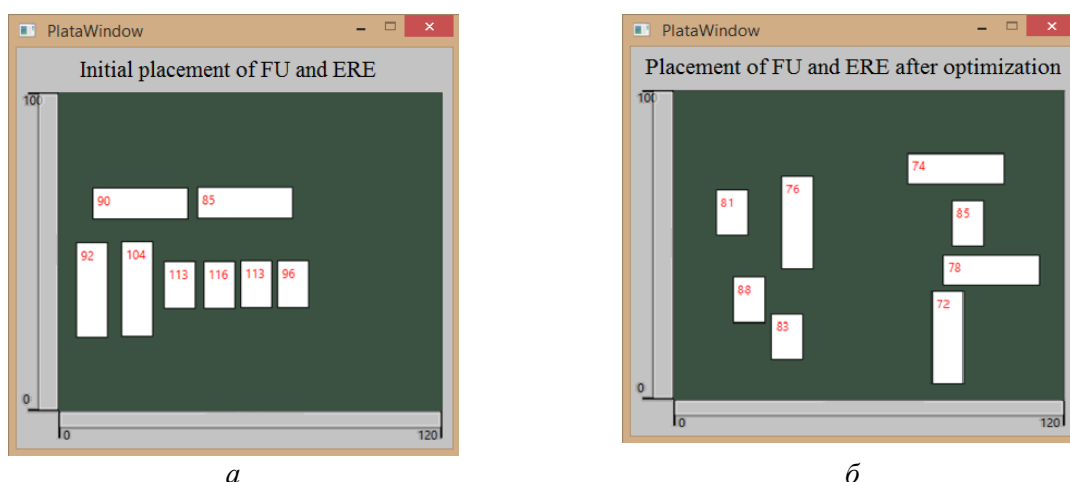 PlataWindow
Initial placement of FU and ERE
100
90 85
92 104 113 116 113 96
0
0 120
а
PlataWindow
Placement of FU and ERE after optimization
100
74
76
81 85
78
88 72
83
0
0 120
б